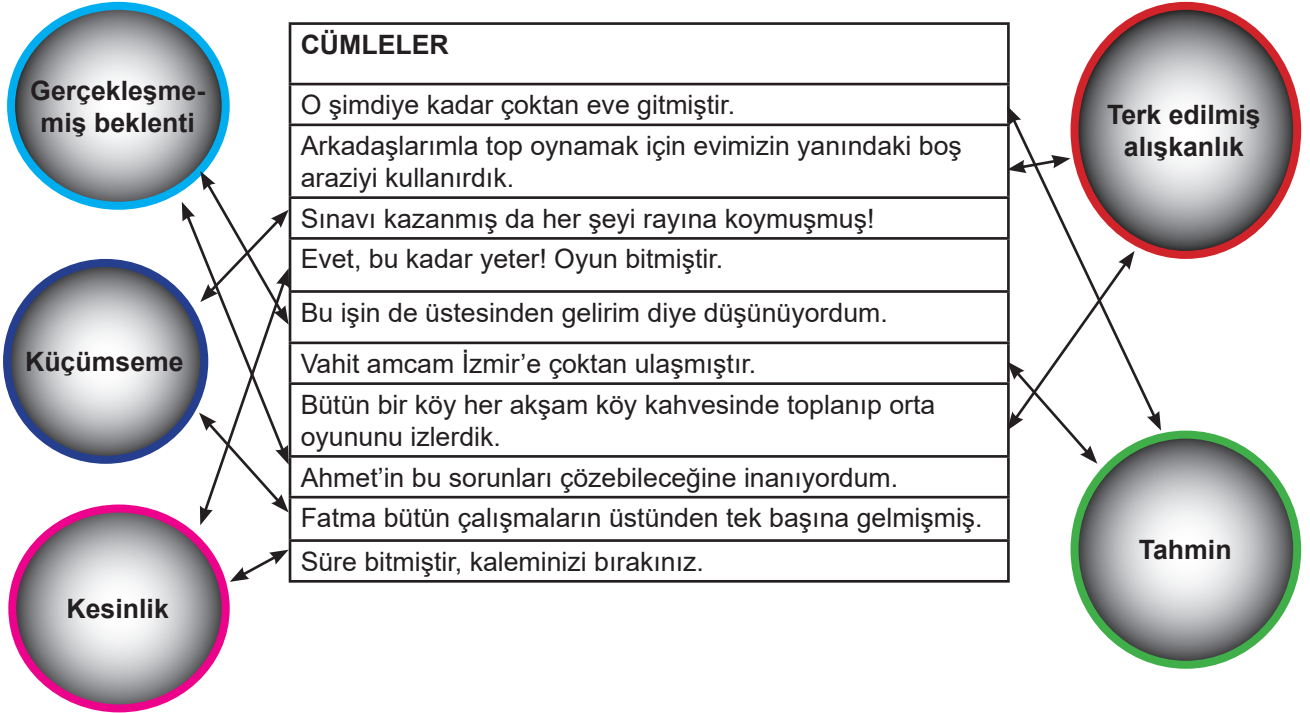 Gerçekleşme-
miş beklenti
Küçümseme
Kesinlik
CÜMLELER
O şimdiye kadar çoktan eve gitmiştir.
Arkadaşlarımla top oynamak için evimizin yanındaki boş
araziyi kullanırdık.
Sınavı kazanmış da her şeyi rayına koymuşmuş!
Evet, bu kadar yeter! Oyun bitmiştir.
Bu işin de üstesinden gelirim diye düşünüyordum.
Vahit amcam İzmir’e çoktan ulaşmıştır.
Bütün bir köy her akşam köy kahvesinde toplanıp orta
oyununu izlerdik.
Ahmet’in bu sorunları çözebileceğine inanıyordum.
Fatma bütün çalışmaların üstünden tek başına gelmişmiş.
Süre bitmiştir, kaleminizi bırakınız.
Terk edilmiş
alışkanlık
Tahmin